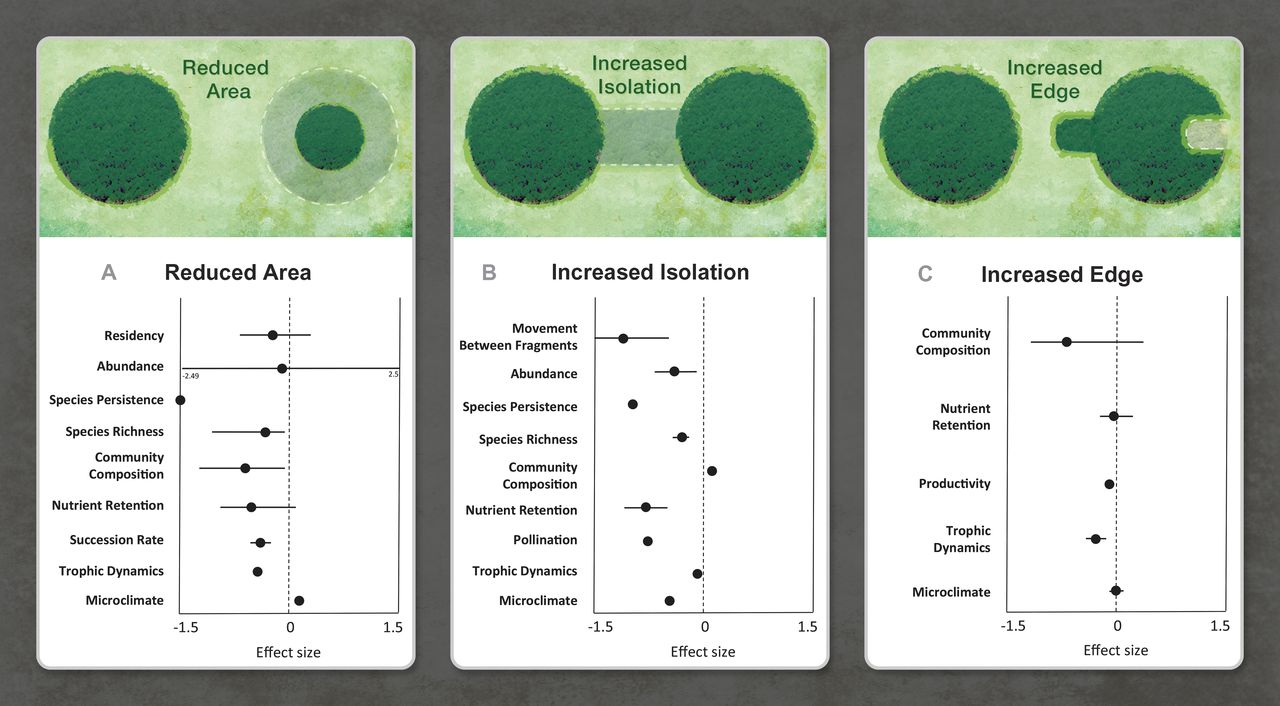 Reduced
Area
A
Reduced Area
Residency
Abundance
-2.49
2.5
Species Persistence
Species Richness
Community
Composition
Nutrient Retention
Succession Rate
Trophic Dynamics
Microclimate
-1.5
0
1.5
Effect size
Increased
Isolation
B
Increased Isolation
Movement
Between Fragments
Abundance
Species Persistence
Species Richness
Community
Composition
Nutrient Retention
Pollination
Trophic Dynamics
Microclimate
-1.5
0
1.5
Effect size
Increased
Edge
C
Increased Edge
Community
Composition
Nutrient
Retention
Productivity
Trophic
Dynamics
Microclimate
-1.5
0
1.5
Effect size